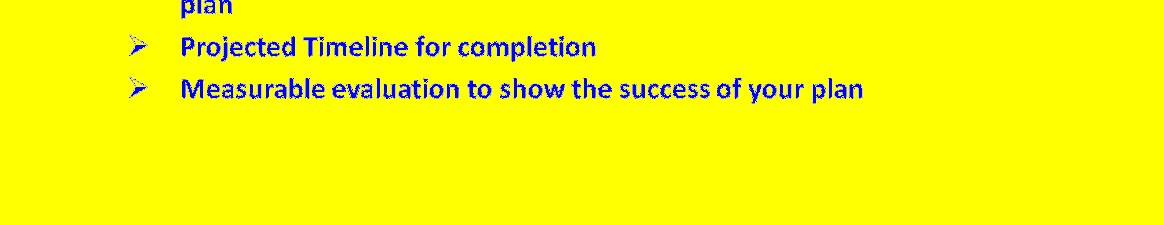 plan
➢ Projected Timeline for completion
➢ Measurable evaluation to show the success of your plan